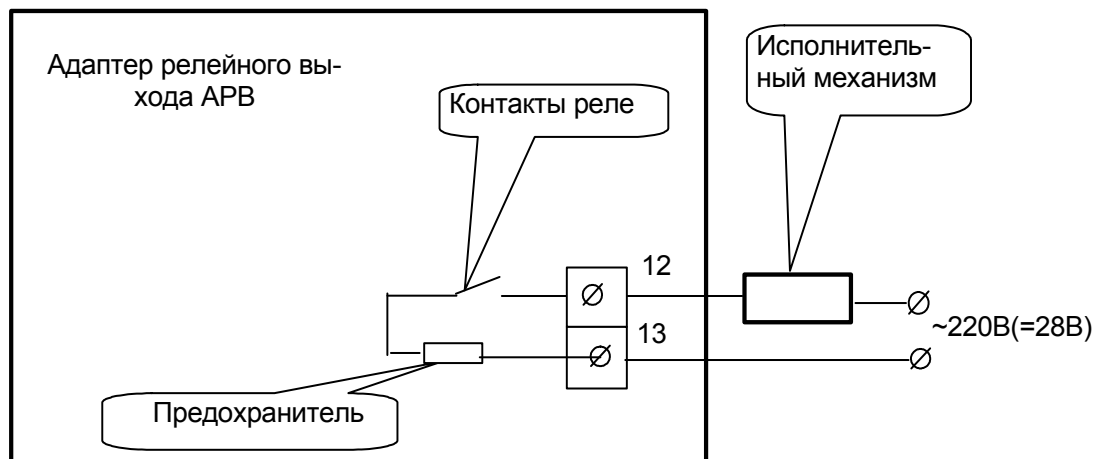 Адаптер релейного вы-
хода АРВ
Контакты реле
Исполнитель-
ный механизм
12
13
~220В(=28В)
Предохранитель